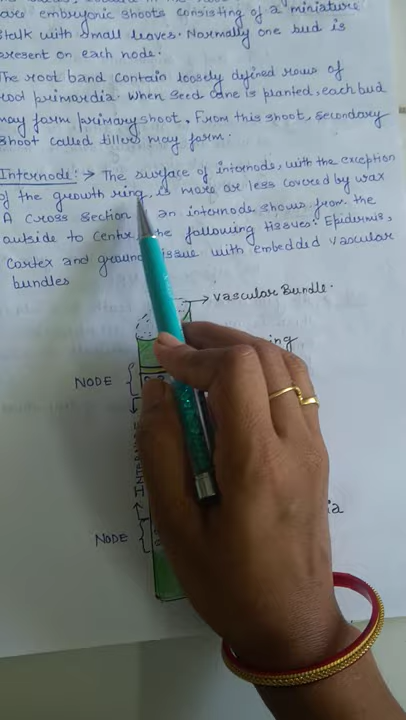 are embryonic shoots consisting of a miniature
stalk with small leaves. Normally one bud is
present on each node.
The root band contain loosely defined rows of
root primordia. When seed cane is planted, each bud
may form primary shoot. From this shoot, secondary
shoot called tillers may form.
Internode:→ The surface of internode, with the exception
of the growth ring, is more are less covered by wax
A cross section an internode shows from the
outside to centre the following tissues: Epidermis,
Cortex and ground tissue with embedded vascular
bundles
Vascular Bundle.
NODE
INTERNODE
NODE